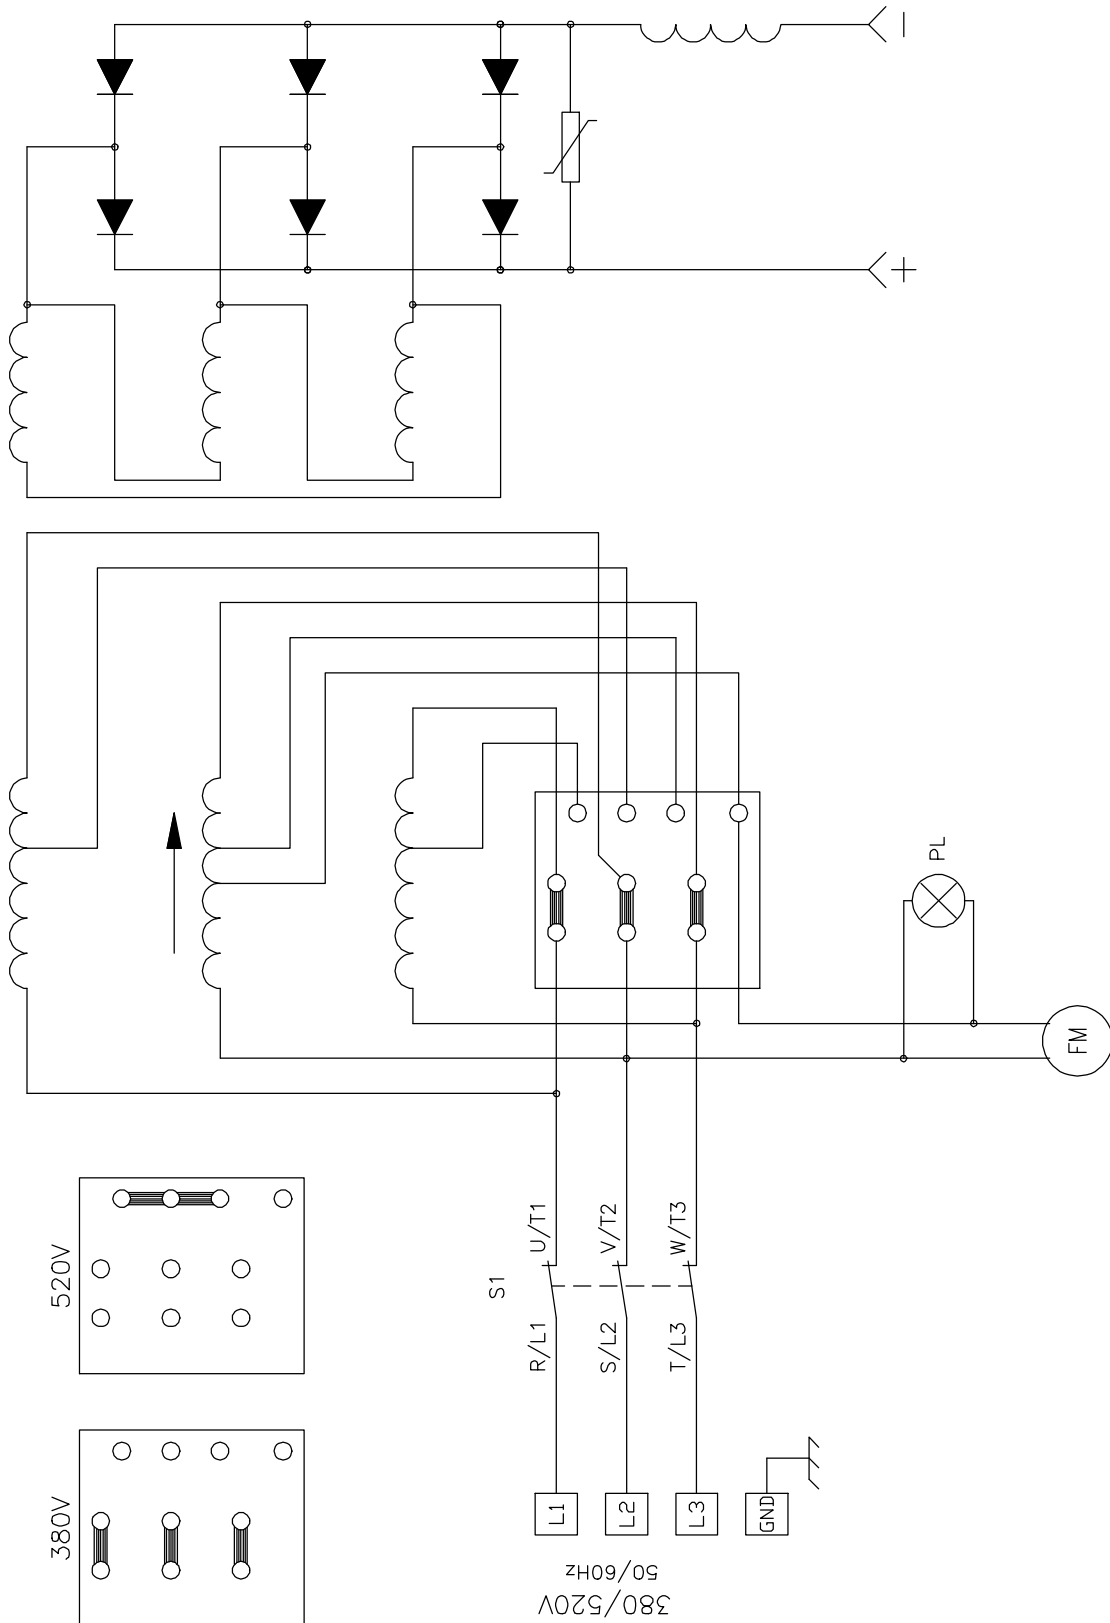 −
+
PL
FM
520V
S1
U/T1
V/T2
W/T3
R/L1
S/L2
T/L3
380V
L1
L2
L3
GND
50/60Hz
380/520V